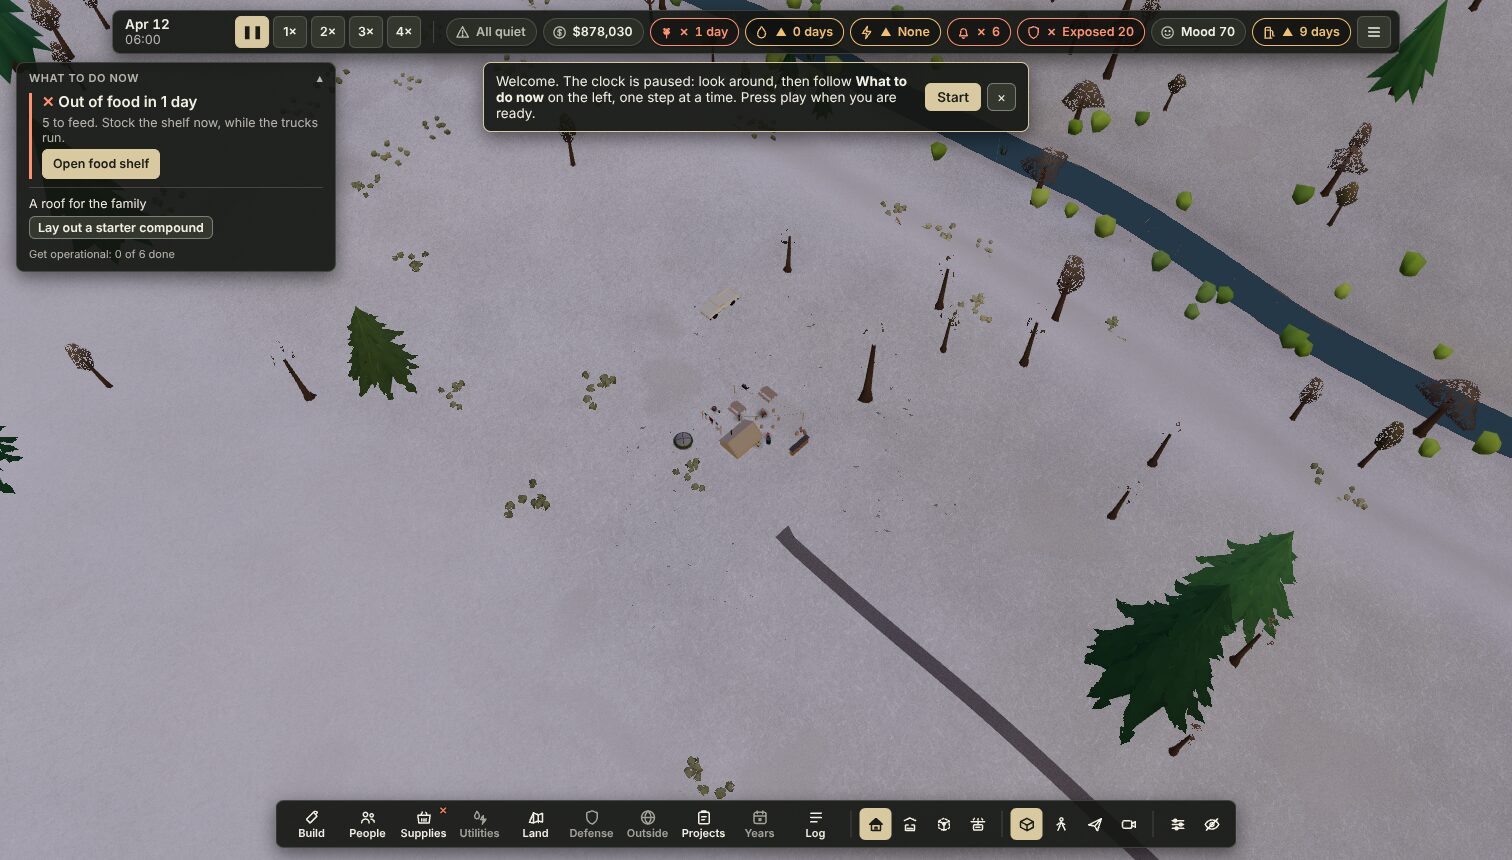 Apr 12
06:00
1×
2×
3×
4×
All quiet
$878,030
× 1 day
0 days
None
× 6
× Exposed 20
Mood 70
9 days
WHAT TO DO NOW
× Out of food in 1 day
5 to feed. Stock the shelf now, while the trucks
run.
Open food shelf
A roof for the family
Lay out a starter compound
Get operational: 0 of 6 done
Welcome. The clock is paused: look around, then follow What to
do now on the left, one step at a time. Press play when you are
ready.
Start
×
Build
People
Supplies
×
Utilities
Land
Defense
Outside
Projects
Years
Log